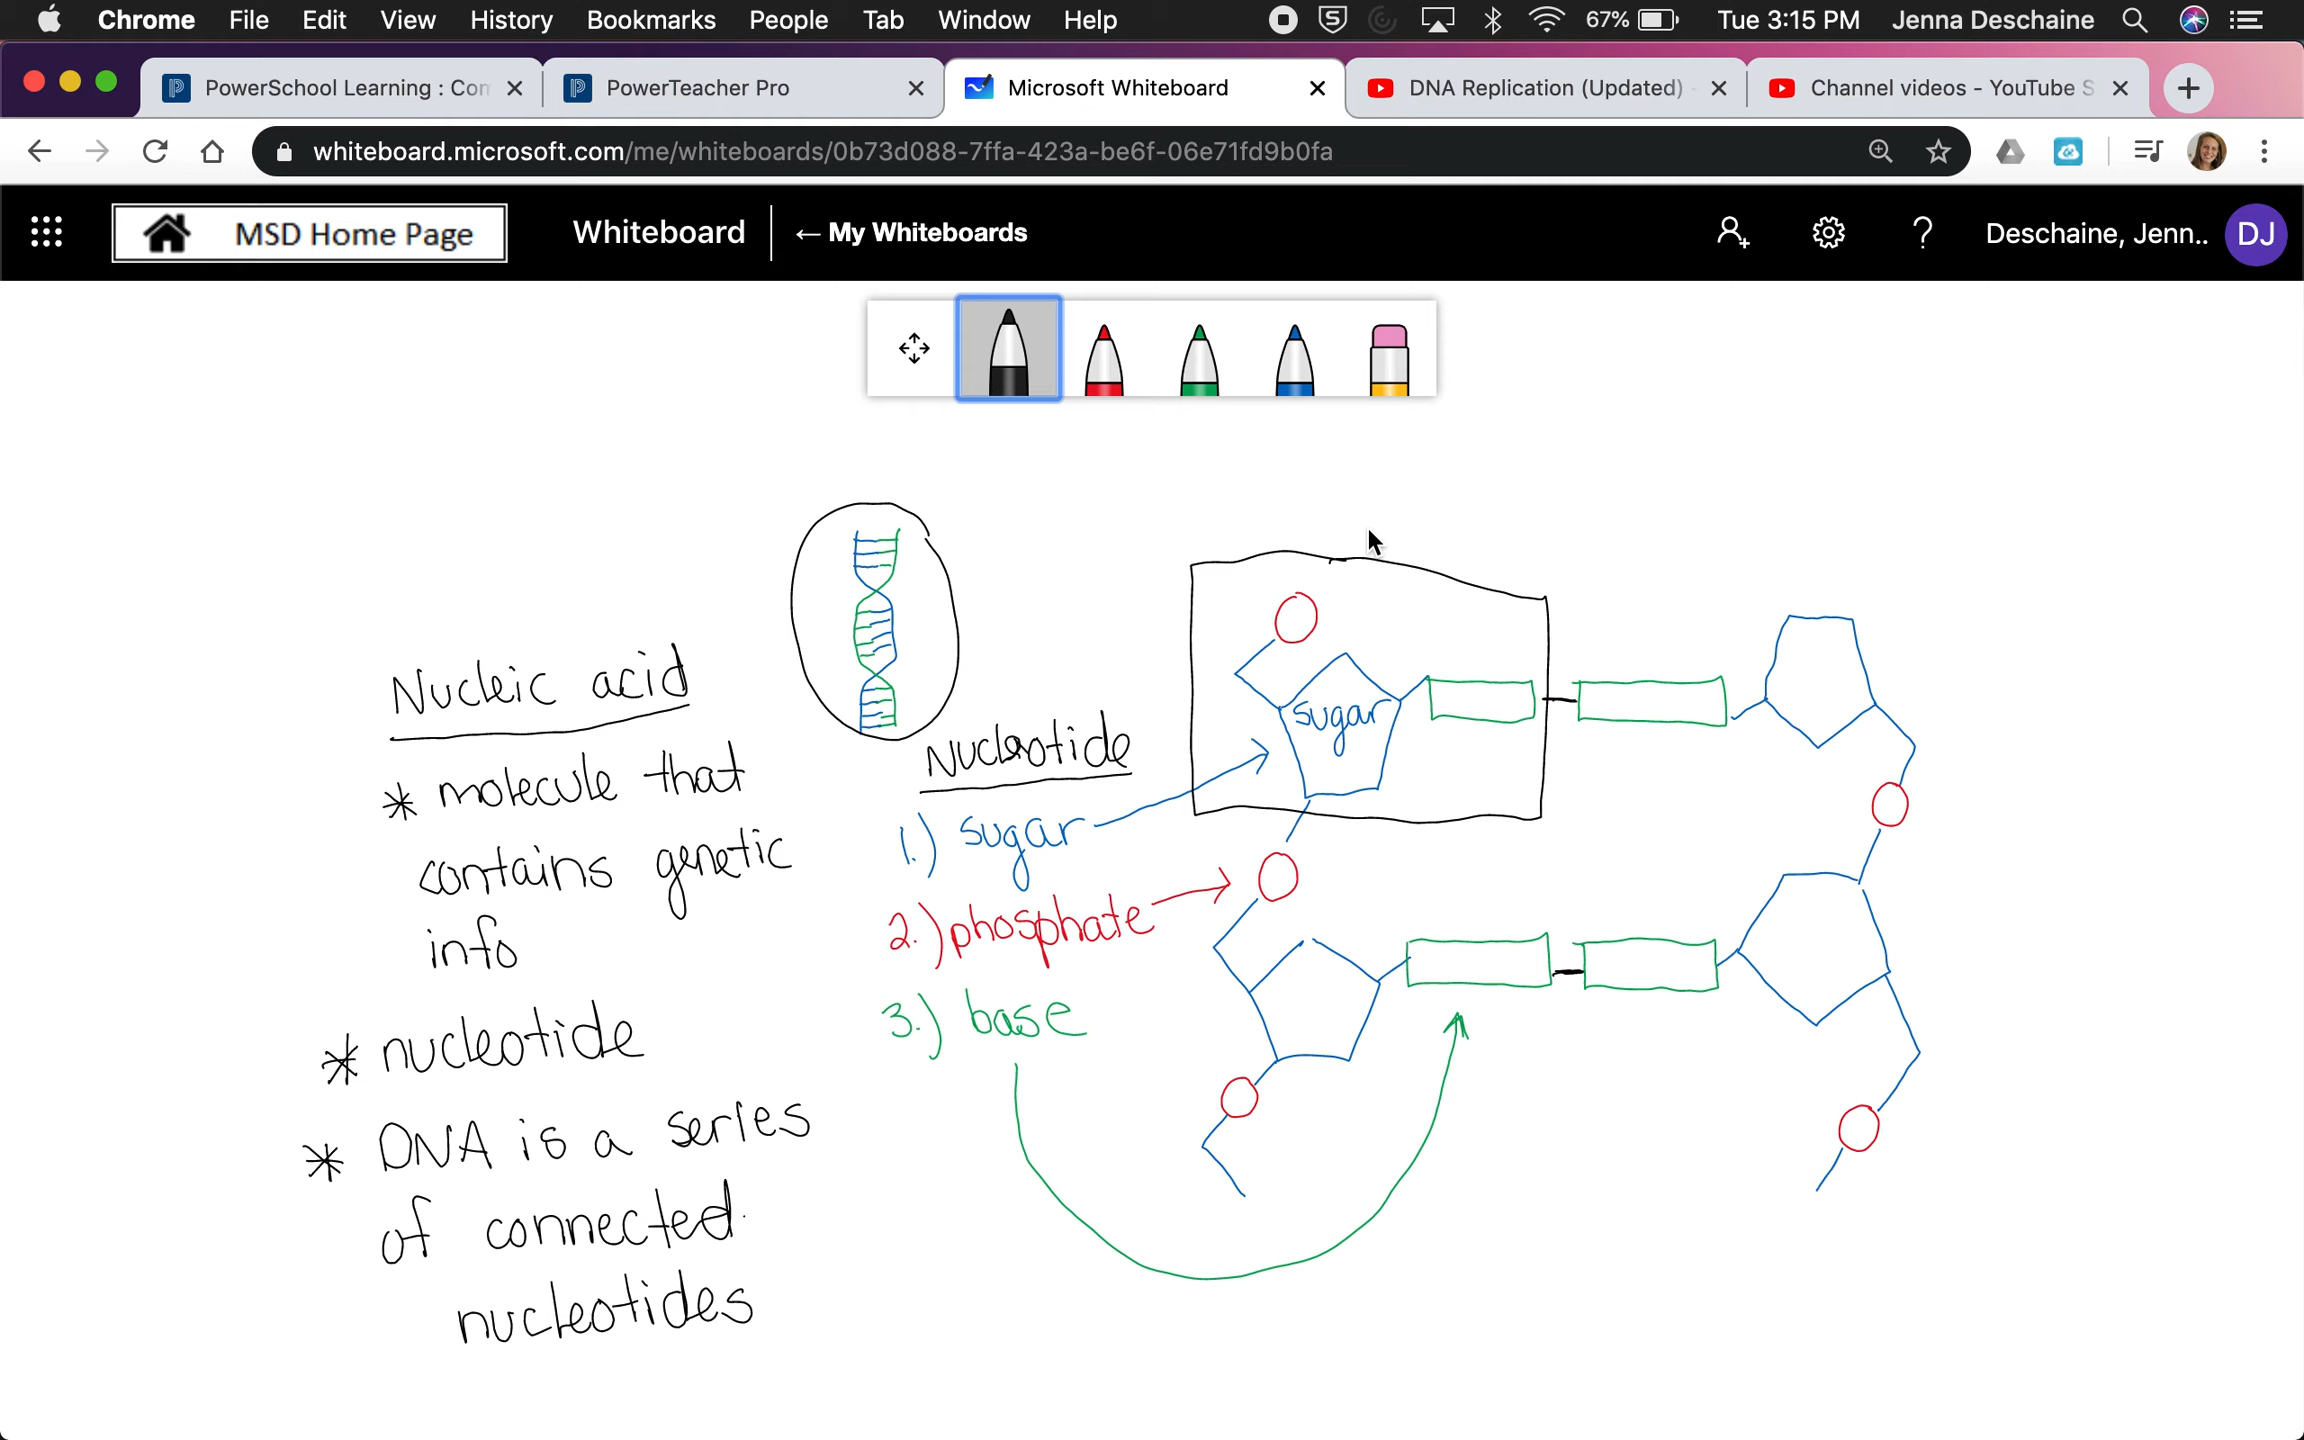 Chrome File Edit View History Bookmarks People Tab Window Help 67% Tue 3:15 PM Jenna Deschaine
PowerSchool Learning : Con PowerTeacher Pro Microsoft Whiteboard DNA Replication (Updated) Channel videos - YouTube S
whiteboard.microsoft.com/me/whiteboards/0b73d088-7ffa-423a-be6f-06e71fd9b0fa
MSD Home Page Whiteboard ← My Whiteboards ? Deschaine, Jenn.. DJ
Nucleic acid
* molecule that
contains genetic
info
* nucleotide
* DNA is a series
of connected
nucleotides
Nucleotide
1.) sugar
2.) phosphate
3.) base
sugar